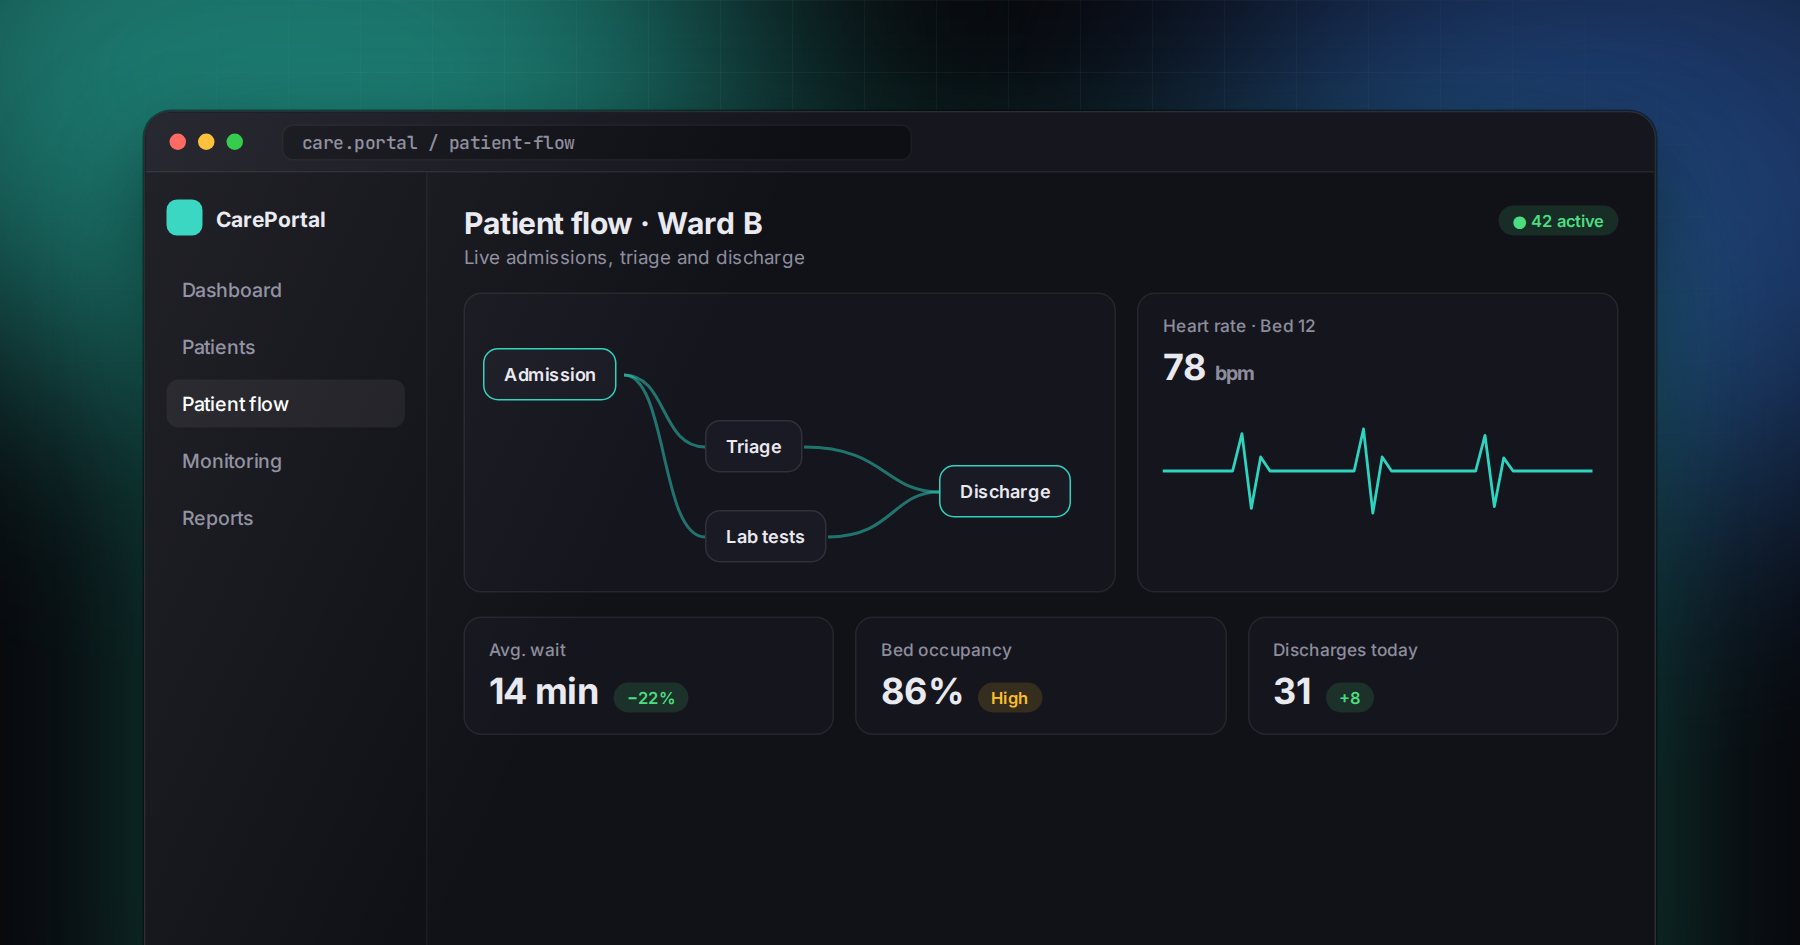 care.portal / patient-flow
CarePortal
Dashboard
Patients
Patient flow
Monitoring
Reports
Patient flow · Ward B
Live admissions, triage and discharge
42 active
Admission
Triage
Lab tests
Discharge
Heart rate · Bed 12
78 bpm
Avg. wait
14 min −22%
Bed occupancy
86% High
Discharges today
31 +8